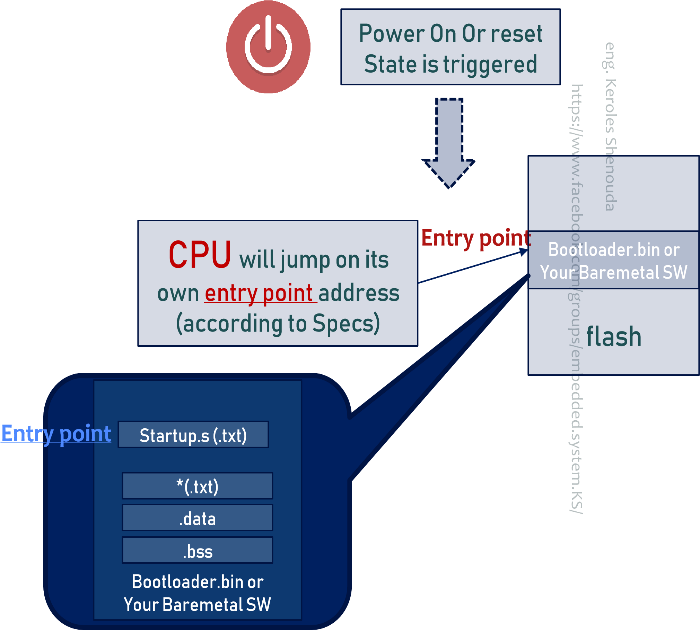 Power On Or reset
State is triggered
eng. Keroles Shenouda
https://www.facebook.com/groups/embedded.system.KS/
Entry point
Bootloader.bin or
Your Baremetal SW
CPU will jump on its
own entry point address
(according to Specs)
flash
Entry point
Startup.s (.txt)
*(.txt)
.data
.bss
Bootloader.bin or
Your Baremetal SW